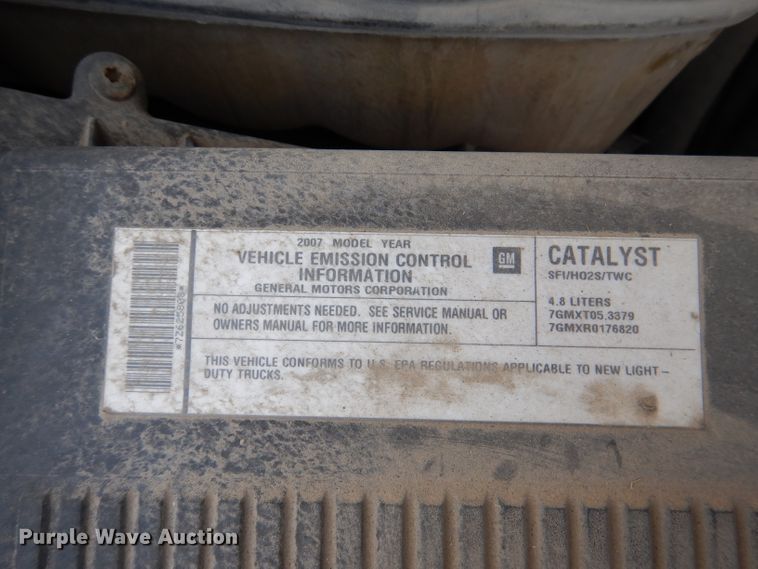 2007 MODEL YEAR
VEHICLE EMISSION CONTROL
INFORMATION
GENERAL MOTORS CORPORATION
GM
NO ADJUSTMENTS NEEDED. SEE SERVICE MANUAL OR
OWNERS MANUAL FOR MORE INFORMATION.
THIS VEHICLE CONFORMS TO U.S. EPA REGULATIONS APPLICABLE TO NEW LIGHT-
DUTY TRUCKS.
CATALYST
SFI/HO2S/TWC
4.8 LITERS
7GMXT05.3379
7GMXR0176820
Purple Wave Auction